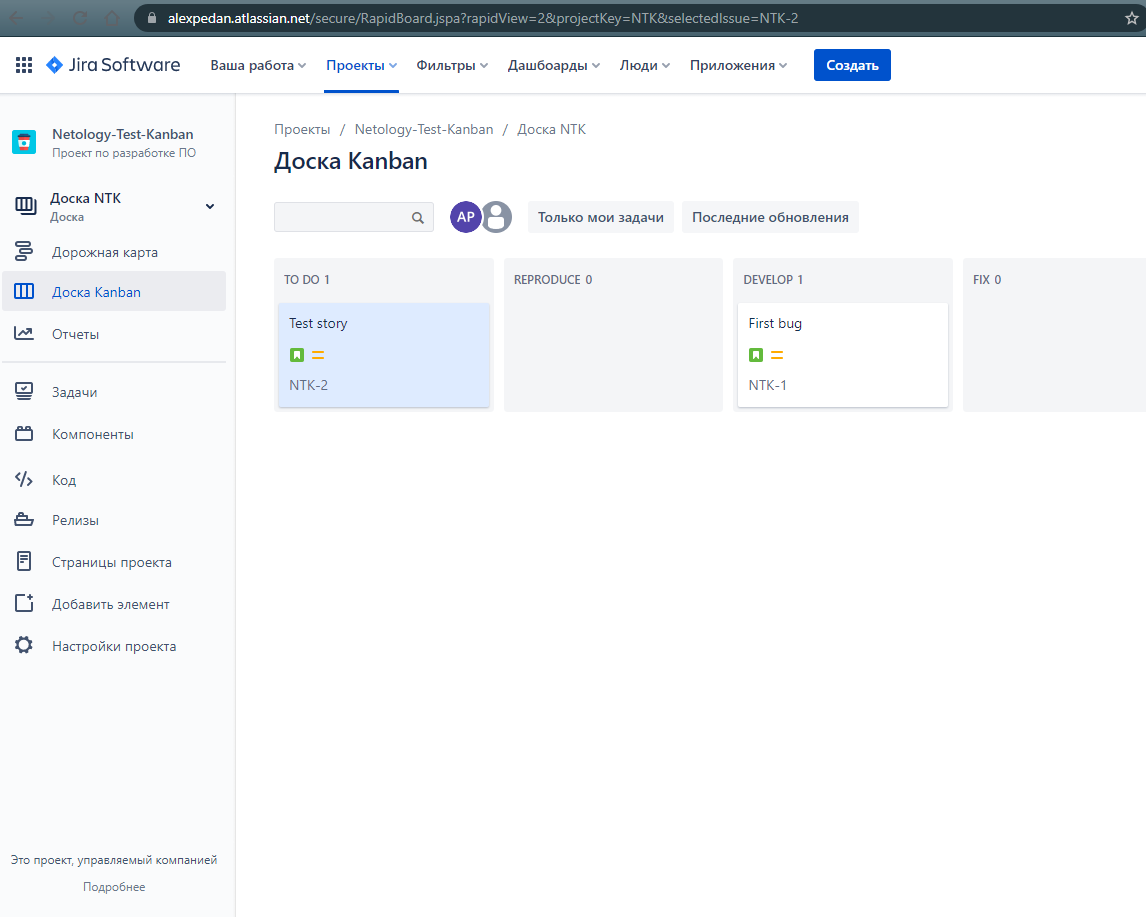 alexpedan.atlassian.net/secure/RapidBoard.jspa?rapidView=2&projectKey=NTK&selectedIssue=NTK-2
Jira Software Ваша работа Проекты Фильтры Дашборды Люди Приложения Создать
Netology-Test-Kanban
Проект по разработке ПО
Доска NTK
Доска
Дорожная карта
Доска Kanban
Отчеты
Задачи
Компоненты
Код
Релизы
Страницы проекта
Добавить элемент
Настройки проекта
Это проект, управляемый компанией
Подробнее
Проекты / Netology-Test-Kanban / Доска NTK
Доска Kanban
AP Только мои задачи Последние обновления
TO DO 1 REPRODUCE 0 DEVELOP 1 FIX 0
Test story First bug
NTK-2 NTK-1